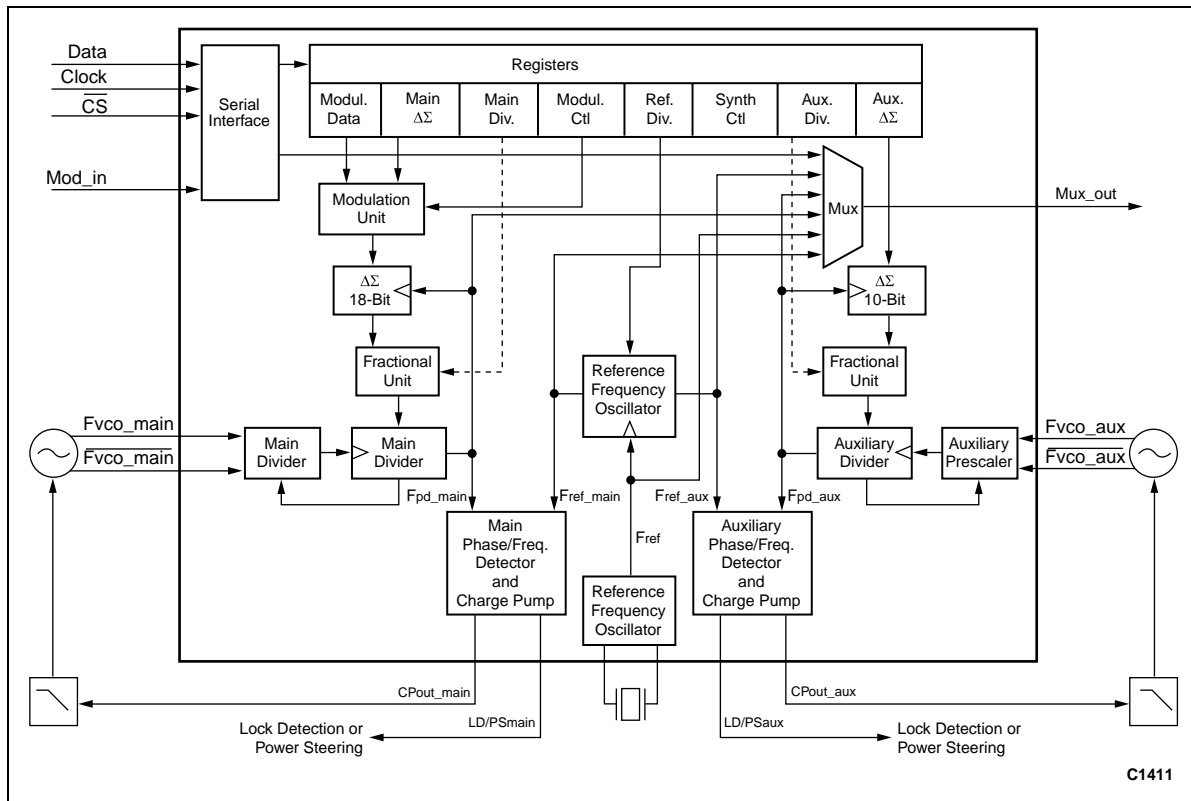 Data
Clock
CS
Mod_in
Serial
Interface
Registers
Modul.
Data
Main
ΔΣ
Main
Div.
Modul.
Ctl
Ref.
Div.
Synth
Ctl
Aux.
Div.
Aux.
ΔΣ
Modulation
Unit
Mux
Mux_out
ΔΣ
18-Bit
ΔΣ
10-Bit
Fractional
Unit
Reference
Frequency
Oscillator
Fractional
Unit
Fvco_main
Fvco_main
Main
Divider
Main
Divider
Auxiliary
Divider
Auxiliary
Prescaler
Fvco_aux
Fvco_aux
Fpd_main
Fref_main
Fref_aux
Fpd_aux
Main
Phase/Freq.
Detector
and
Charge Pump
Fref
Reference
Frequency
Oscillator
Auxiliary
Phase/Freq.
Detector
and
Charge Pump
CPout_main
LD/PSmain
LD/PSaux
CPout_aux
Lock Detection or
Power Steering
Lock Detection or
Power Steering
C1411